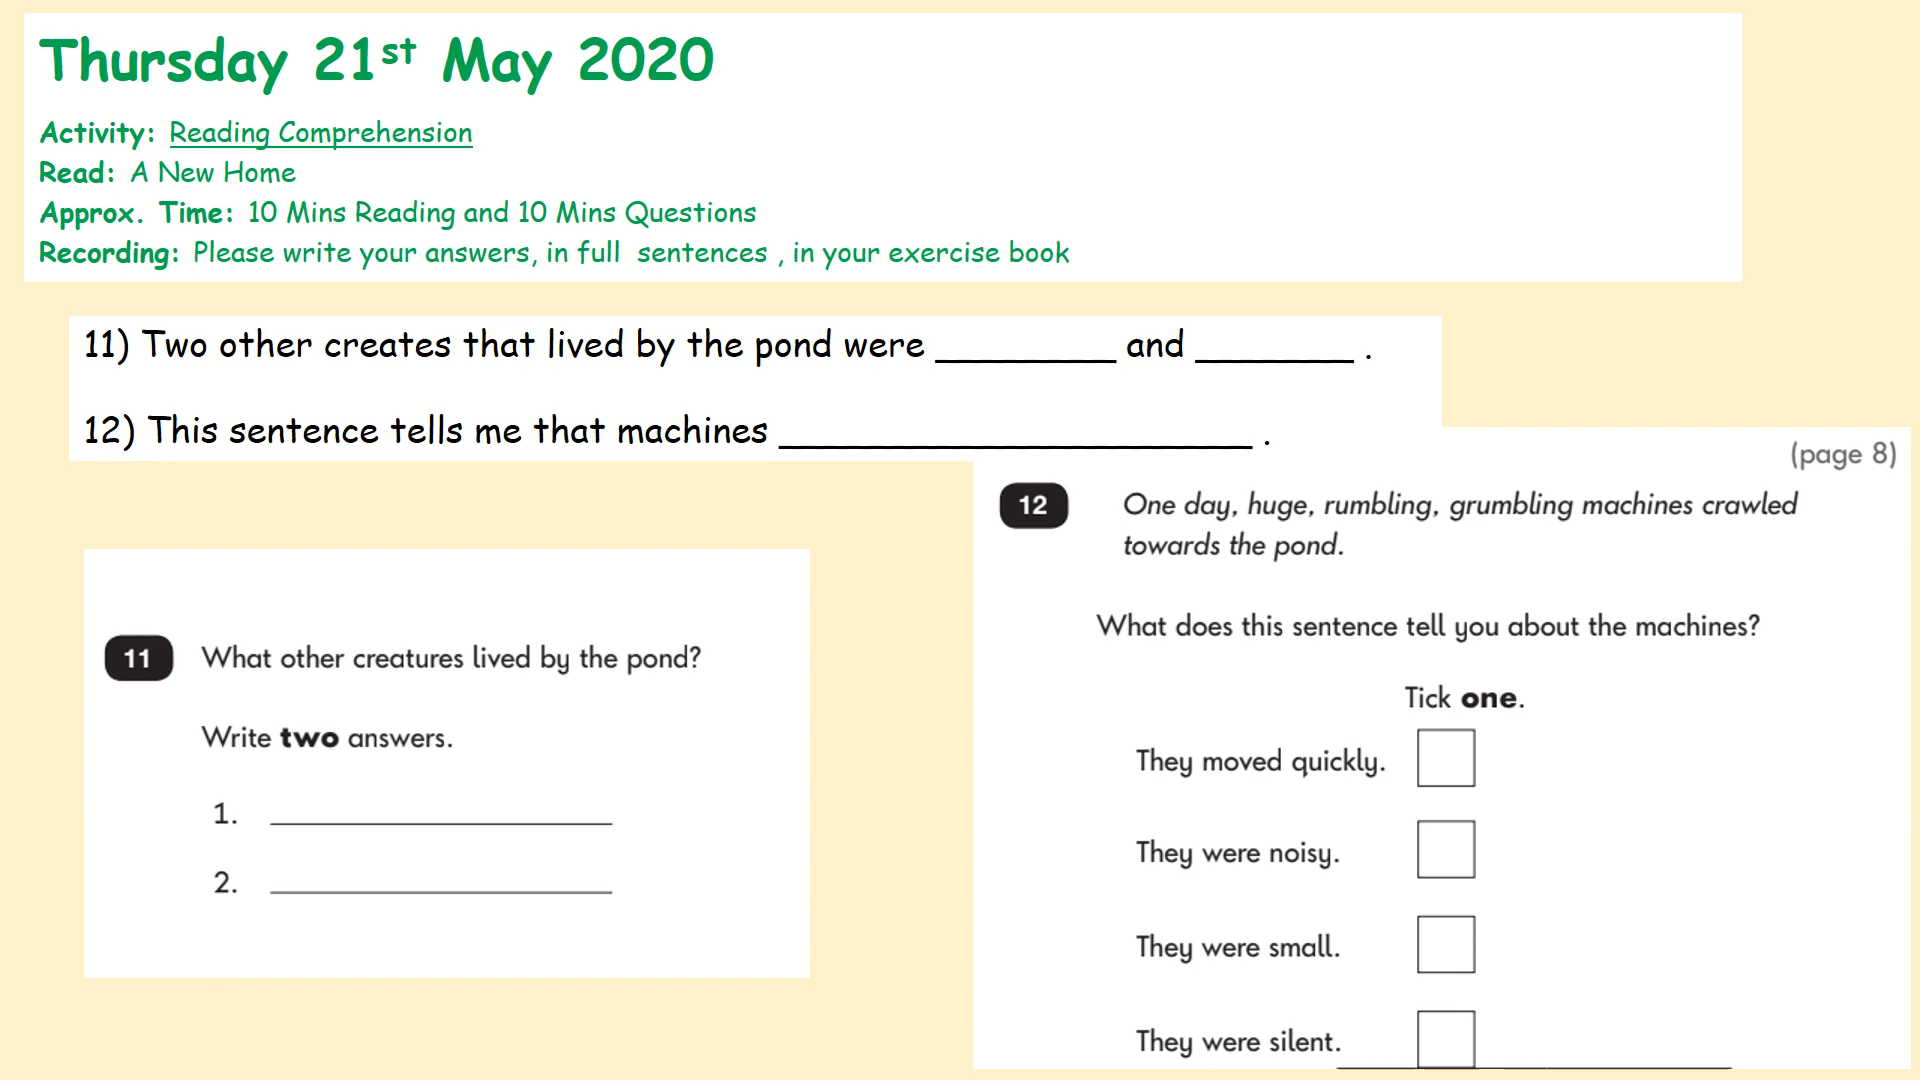 Thursday 21st May 2020
Activity: Reading Comprehension
Read: A New Home
Approx. Time: 10 Mins Reading and 10 Mins Questions
Recording: Please write your answers, in full sentences , in your exercise book
11) Two other creates that lived by the pond were ________ and _______ .
12) This sentence tells me that machines _____________________ .
(page 8)
11 What other creatures lived by the pond?
Write two answers.
1. ____________
2. ____________
12 One day, huge, rumbling, grumbling machines crawled
towards the pond.
What does this sentence tell you about the machines?
Tick one.
They moved quickly.
They were noisy.
They were small.
They were silent.